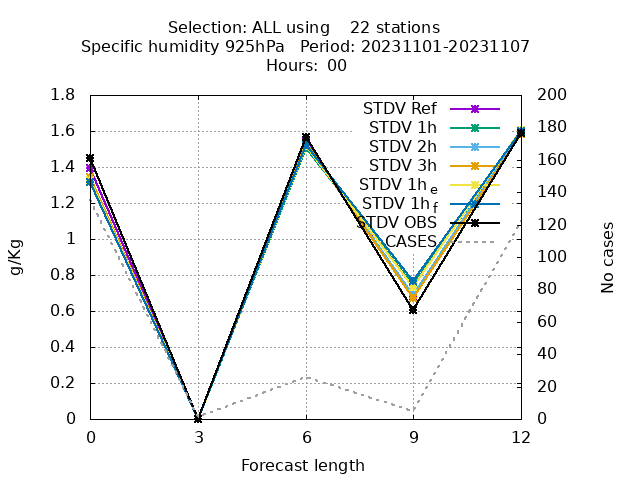 Selection: ALL using 22 stations
Specific humidity 925hPa Period: 20231101-20231107
Hours: 00
1.8
1.6
1.4
1.2
1
0.8
0.6
0.4
0.2
0
g/Kg
STDV Ref
STDV 1h
STDV 2h
STDV 3h
STDV 1h e
STDV 1h f
STDV OBS
CASES
200
180
160
140
120
100
80
60
40
20
0
No cases
0 3 6 9 12
Forecast length